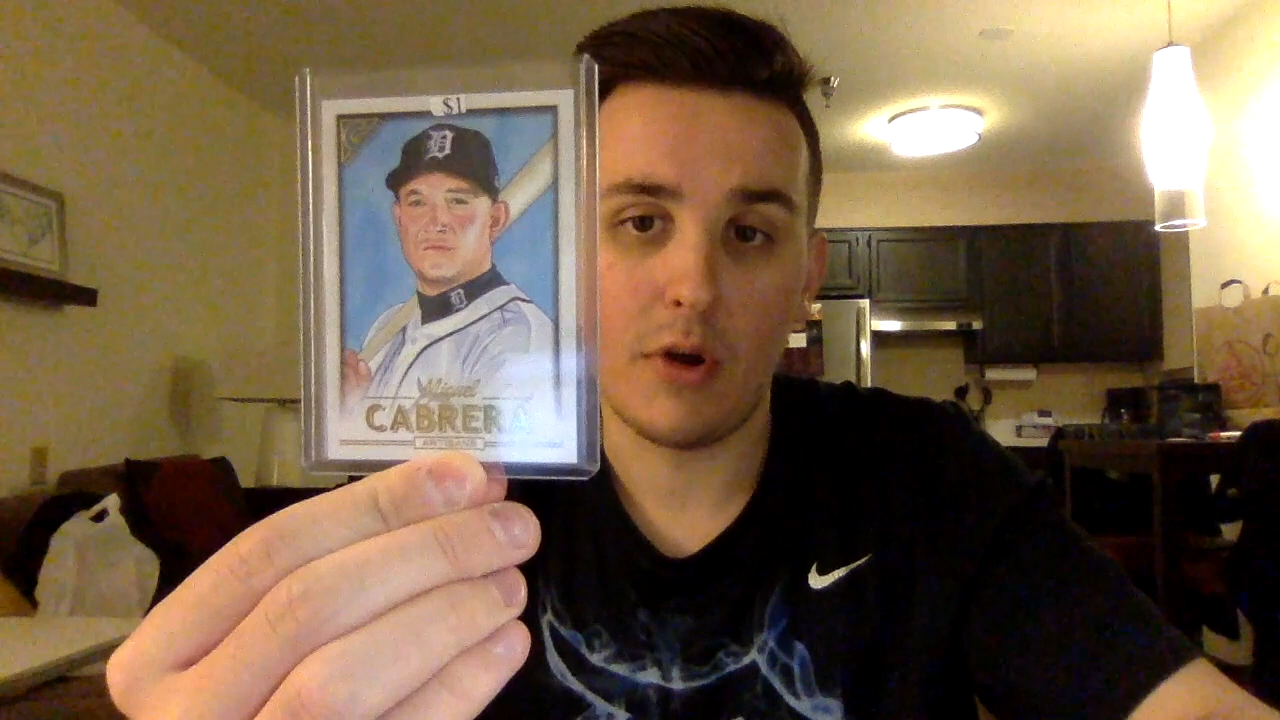 $1
D
D
Miguel
CABRERA
ARTISANS